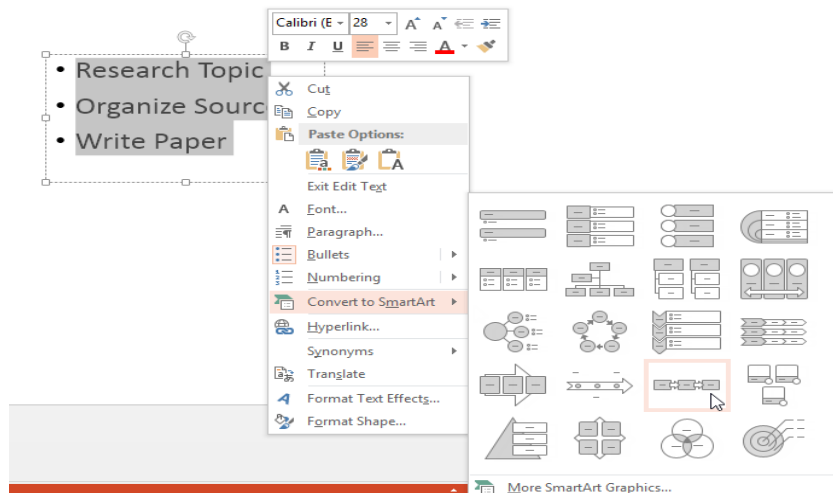 Calibri (E 28 A A
B I U A
• Research Topic
• Organize Sourc
• Write Paper
Cut
Copy
Paste Options:
Exit Edit Text
A Font...
Paragraph...
Bullets
Numbering
Convert to SmartArt
Hyperlink...
Synonyms
Translate
Format Text Effects...
Format Shape...
More SmartArt Graphics...